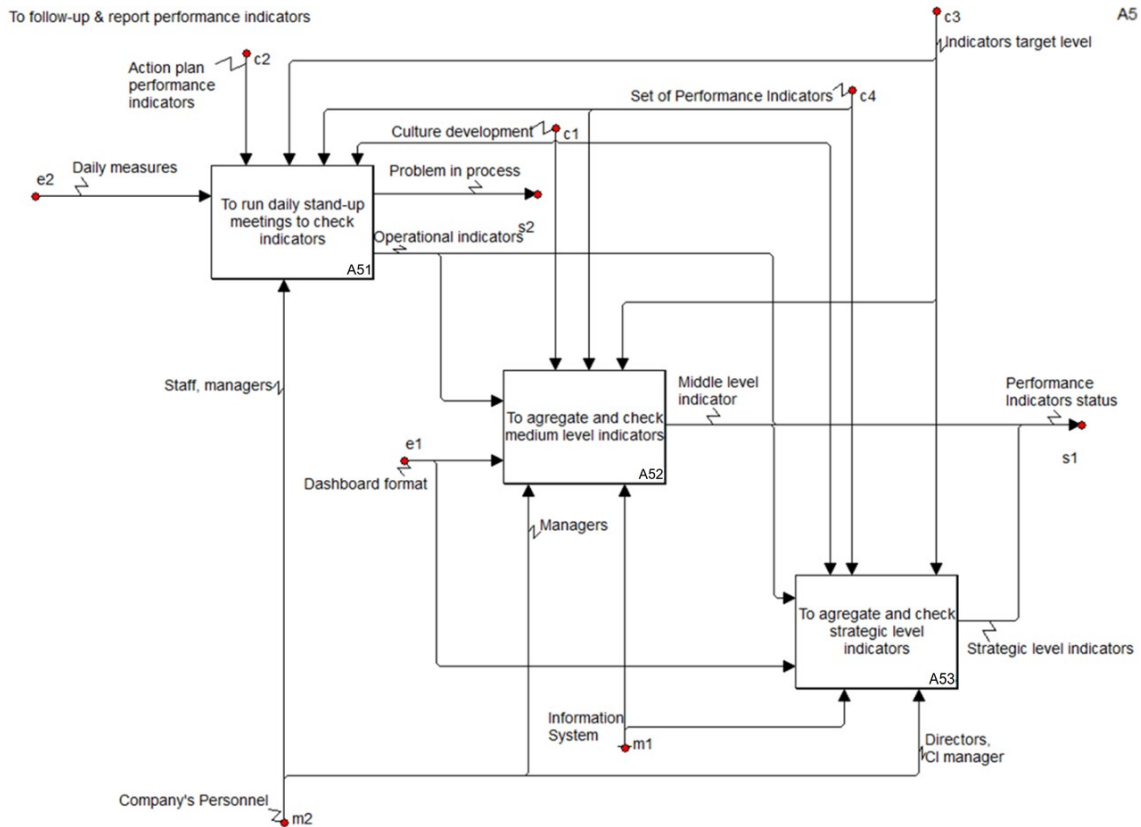 To follow-up & report performance indicators
A5
c3
Indicators target level
c2
Action plan
performance
indicators
Set of Performance Indicators
c4
Culture development
c1
Daily measures
e2
Problem in process
s2
To run daily stand-up
meetings to check
indicators
A51
Operational indicators
Staff, managers
Middle level
indicator
Performance
Indicators status
s1
To agregate and check
medium level indicators
A52
e1
Dashboard format
Managers
To agregate and check
strategic level
indicators
A53
Strategic level indicators
Information
System
m1
Directors,
CI manager
Company's Personnel
m2